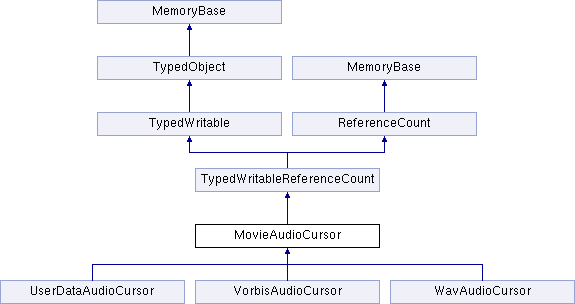 MemoryBase
TypedObject
MemoryBase
TypedWritable
ReferenceCount
TypedWritableReferenceCount
MovieAudioCursor
UserDataAudioCursor
VorbisAudioCursor
WavAudioCursor